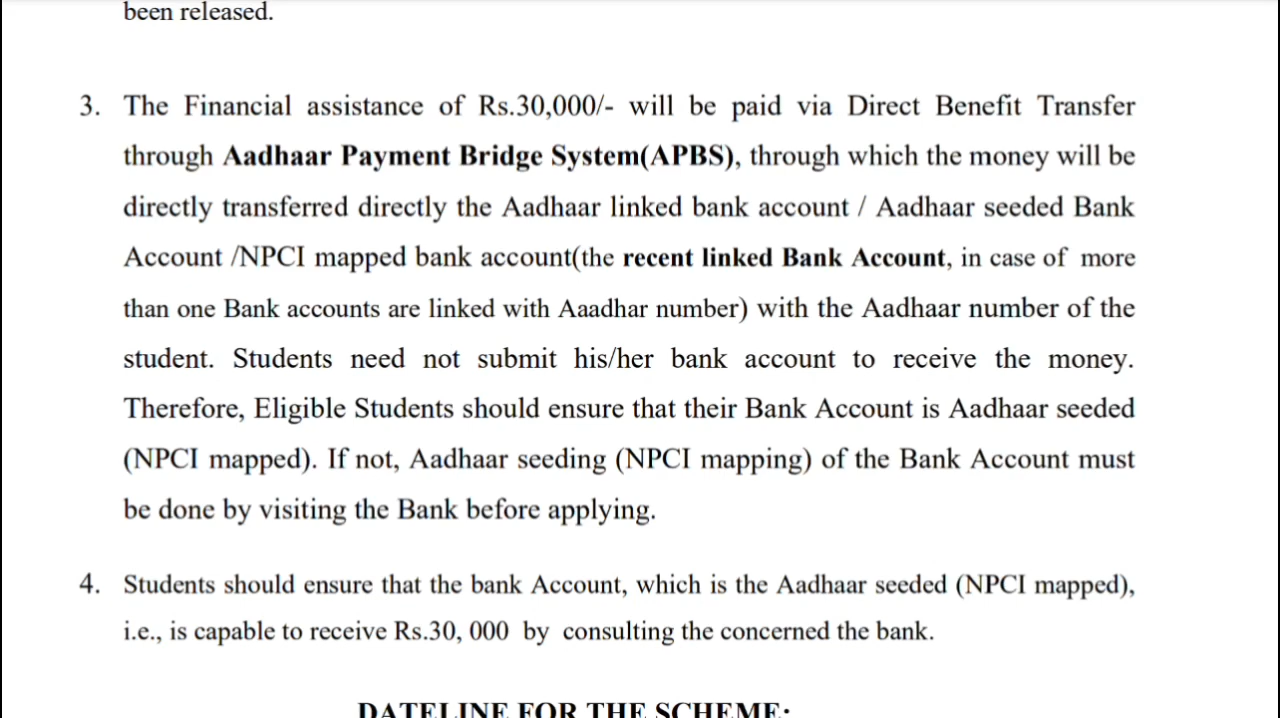 been released.
3. The Financial assistance of Rs.30,000/- will be paid via Direct Benefit Transfer
through Aadhaar Payment Bridge System(APBS), through which the money will be
directly transferred directly the Aadhaar linked bank account / Aadhaar seeded Bank
Account /NPCI mapped bank account(the recent linked Bank Account, in case of more
than one Bank accounts are linked with Aaadhar number) with the Aadhaar number of the
student. Students need not submit his/her bank account to receive the money.
Therefore, Eligible Students should ensure that their Bank Account is Aadhaar seeded
(NPCI mapped). If not, Aadhaar seeding (NPCI mapping) of the Bank Account must
be done by visiting the Bank before applying.
4. Students should ensure that the bank Account, which is the Aadhaar seeded (NPCI mapped),
i.e., is capable to receive Rs.30, 000 by consulting the concerned the bank.
DATELINE FOR THE SCHEME: